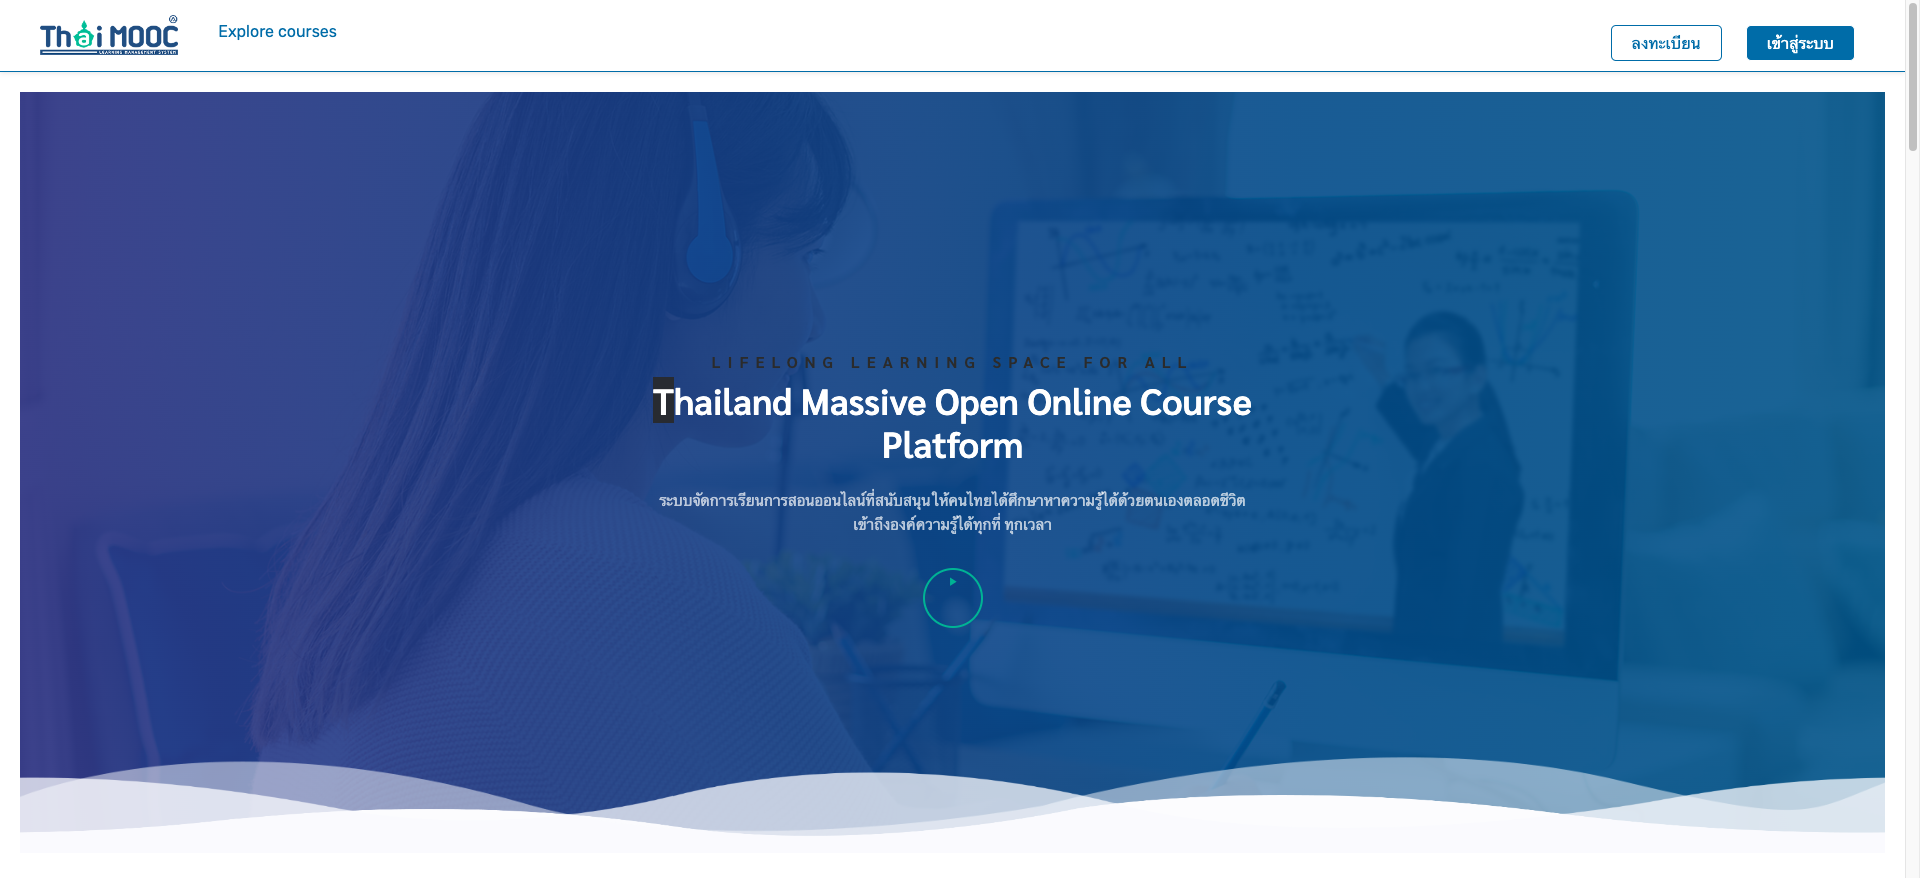 Thai MOOC
LEARNING MANAGEMENT SYSTEM
Explore courses
ลงทะเบียน
เข้าสู่ระบบ
LIFELONG LEARNING SPACE FOR ALL
Thailand Massive Open Online Course
Platform
ระบบจัดการเรียนการสอนออนไลน์ที่สนับสนุน ให้คนไทยได้ศึกษาหาความรู้ได้ด้วยตนเองตลอดชีวิต
เข้าถึงองค์ความรู้ได้ทุกที่ ทุกเวลา